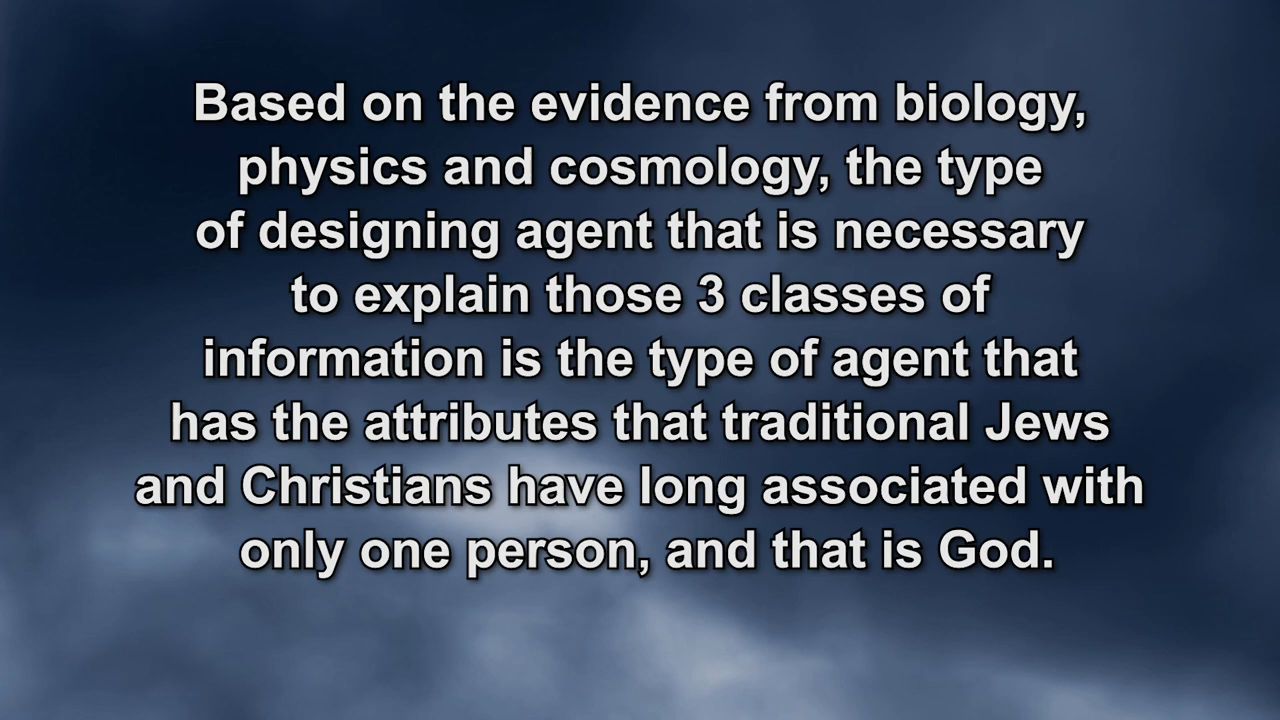 Based on the evidence from biology,
physics and cosmology, the type
of designing agent that is necessary
to explain those 3 classes of
information is the type of agent that
has the attributes that traditional Jews
and Christians have long associated with
only one person, and that is God.